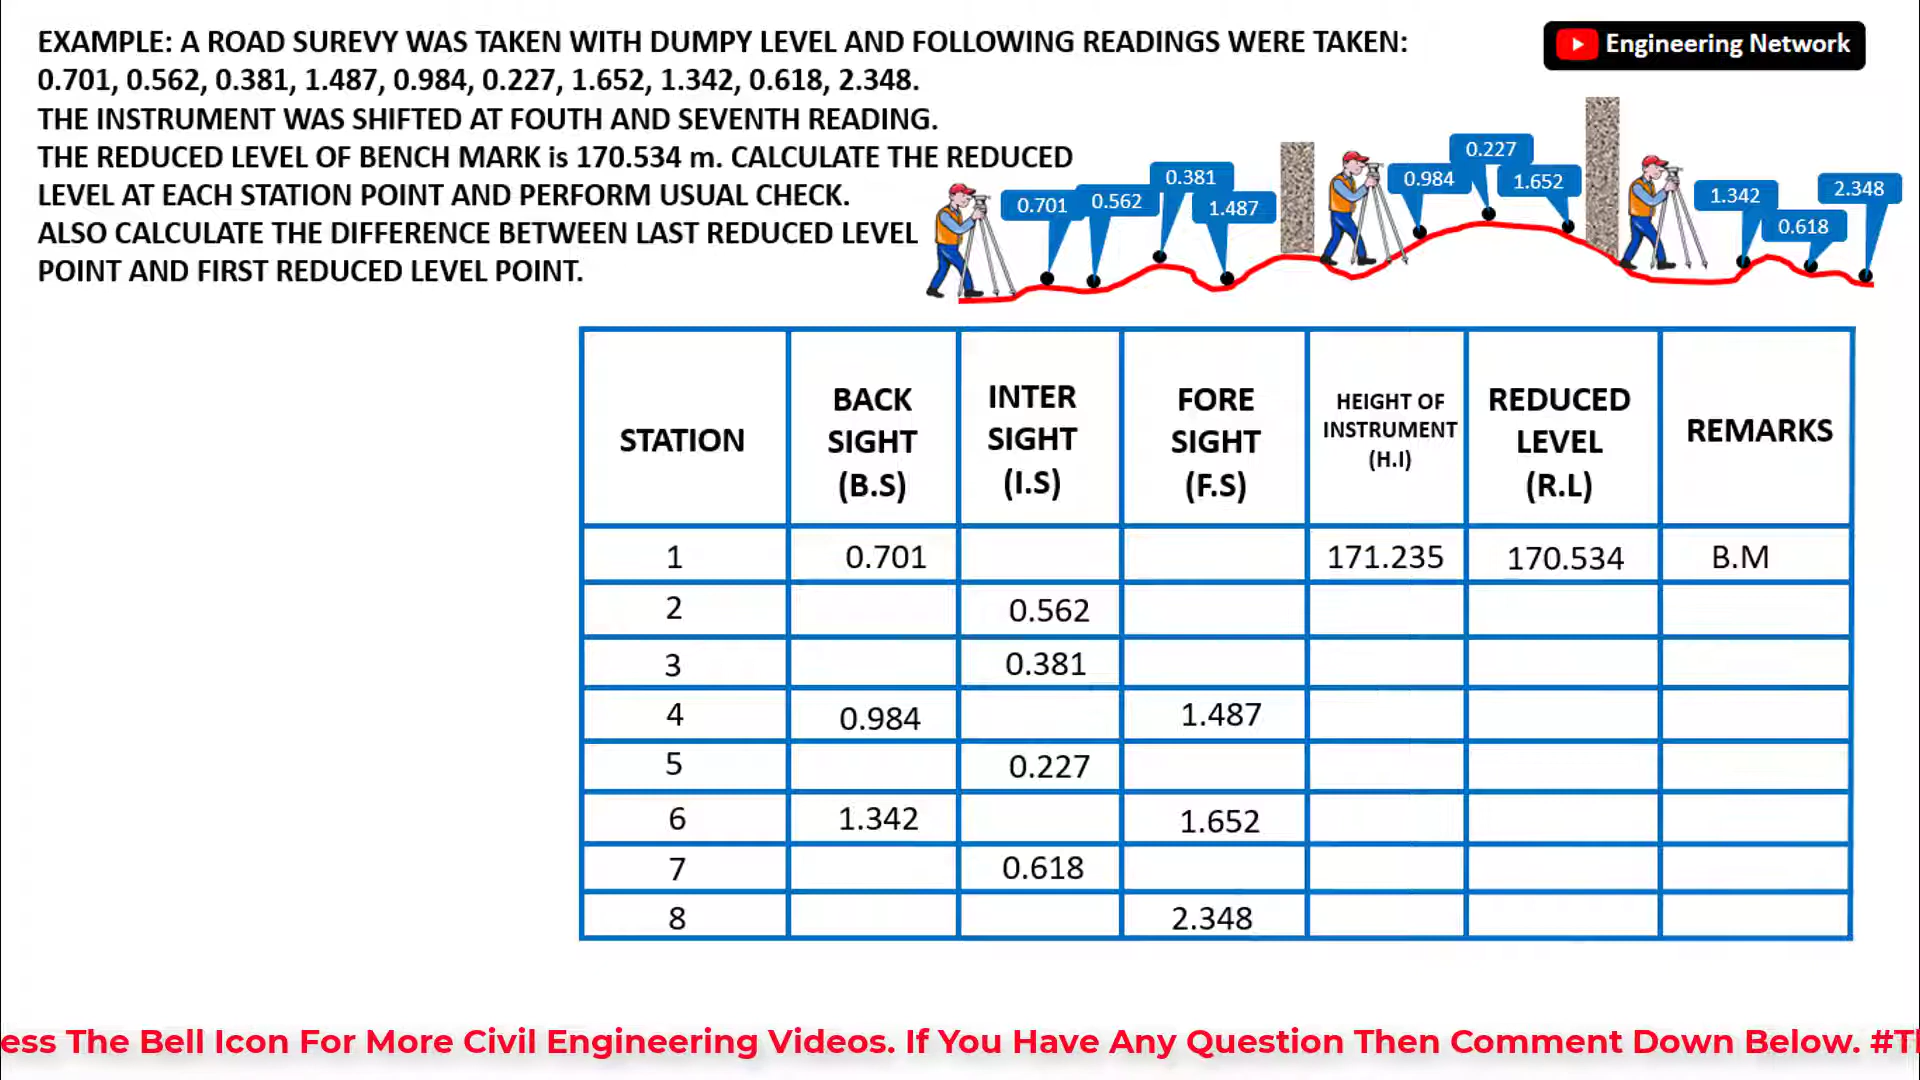 EXAMPLE: A ROAD SUREVY WAS TAKEN WITH DUMPY LEVEL AND FOLLOWING READINGS WERE TAKEN:
0.701, 0.562, 0.381, 1.487, 0.984, 0.227, 1.652, 1.342, 0.618, 2.348.
THE INSTRUMENT WAS SHIFTED AT FOUTH AND SEVENTH READING.
THE REDUCED LEVEL OF BENCH MARK is 170.534 m. CALCULATE THE REDUCED
LEVEL AT EACH STATION POINT AND PERFORM USUAL CHECK.
ALSO CALCULATE THE DIFFERENCE BETWEEN LAST REDUCED LEVEL
POINT AND FIRST REDUCED LEVEL POINT.
Engineering Network
0.701
0.562
0.381
1.487
0.984
0.227
1.652
1.342
0.618
2.348
STATION
BACK
SIGHT
(B.S)
INTER
SIGHT
(I.S)
FORE
SIGHT
(F.S)
HEIGHT OF
INSTRUMENT
(H.I)
REDUCED
LEVEL
(R.L)
REMARKS
1 0.701 171.235 170.534 B.M
2 0.562
3 0.381
4 0.984 1.487
5 0.227
6 1.342 1.652
7 0.618
8 2.348
ess The Bell Icon For More Civil Engineering Videos. If You Have Any Question Then Comment Down Below. #Tl